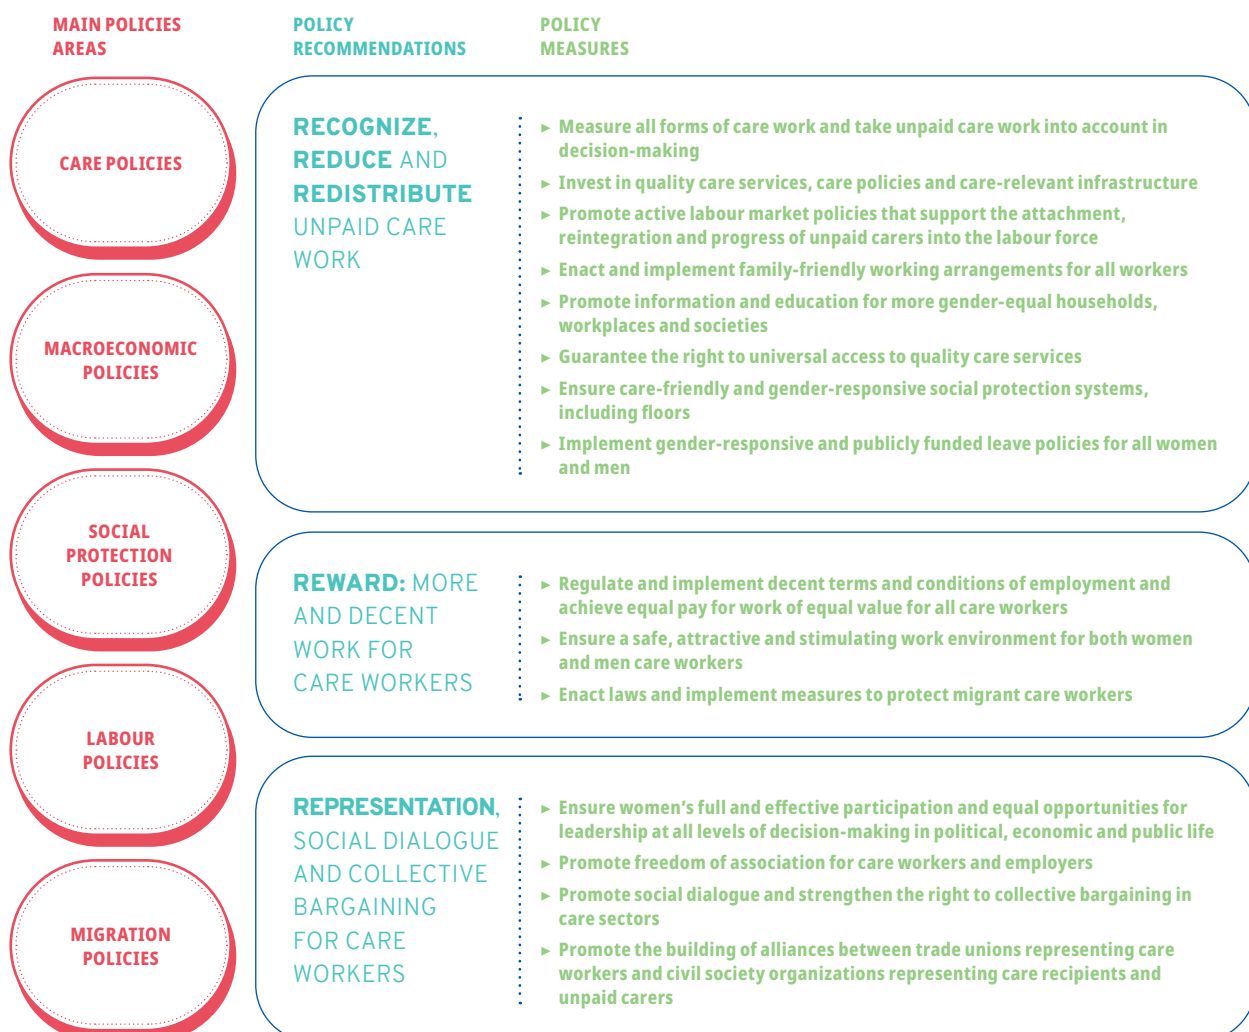 MAIN POLICIES
AREAS
POLICY
RECOMMENDATIONS
POLICY
MEASURES
CARE POLICIES
MACROECONOMIC
POLICIES
SOCIAL
PROTECTION
POLICIES
LABOUR
POLICIES
MIGRATION
POLICIES
RECOGNIZE,
REDUCE AND
REDISTRIBUTE
UNPAID CARE
WORK
► Measure all forms of care work and take unpaid care work into account in
decision-making
► Invest in quality care services, care policies and care-relevant infrastructure
► Promote active labour market policies that support the attachment,
reintegration and progress of unpaid carers into the labour force
► Enact and implement family-friendly working arrangements for all workers
► Promote information and education for more gender-equal households,
workplaces and societies
► Guarantee the right to universal access to quality care services
► Ensure care-friendly and gender-responsive social protection systems,
including floors
► Implement gender-responsive and publicly funded leave policies for all women
and men
REWARD: MORE
AND DECENT
WORK FOR
CARE WORKERS
► Regulate and implement decent terms and conditions of employment and
achieve equal pay for work of equal value for all care workers
► Ensure a safe, attractive and stimulating work environment for both women
and men care workers
► Enact laws and implement measures to protect migrant care workers
REPRESENTATION,
SOCIAL DIALOGUE
AND COLLECTIVE
BARGAINING
FOR CARE
WORKERS
► Ensure women’s full and effective participation and equal opportunities for
leadership at all levels of decision-making in political, economic and public life
► Promote freedom of association for care workers and employers
► Promote social dialogue and strengthen the right to collective bargaining in
care sectors
► Promote the building of alliances between trade unions representing care
workers and civil society organizations representing care recipients and
unpaid carers